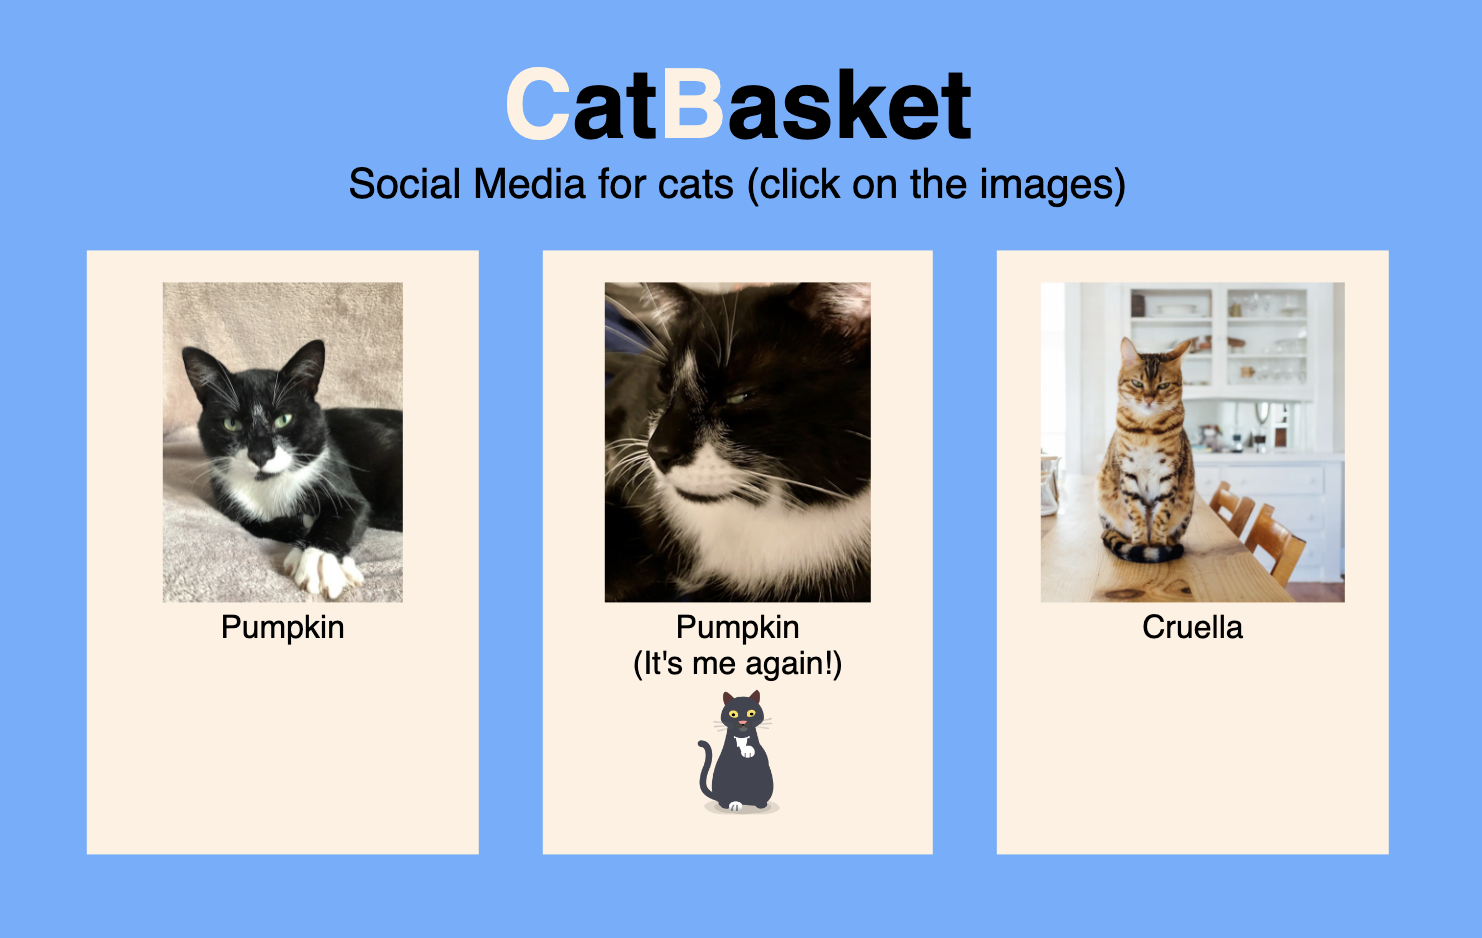 CatBasket
Social Media for cats (click on the images)
Pumpkin
Pumpkin
(It's me again!)
Cruella